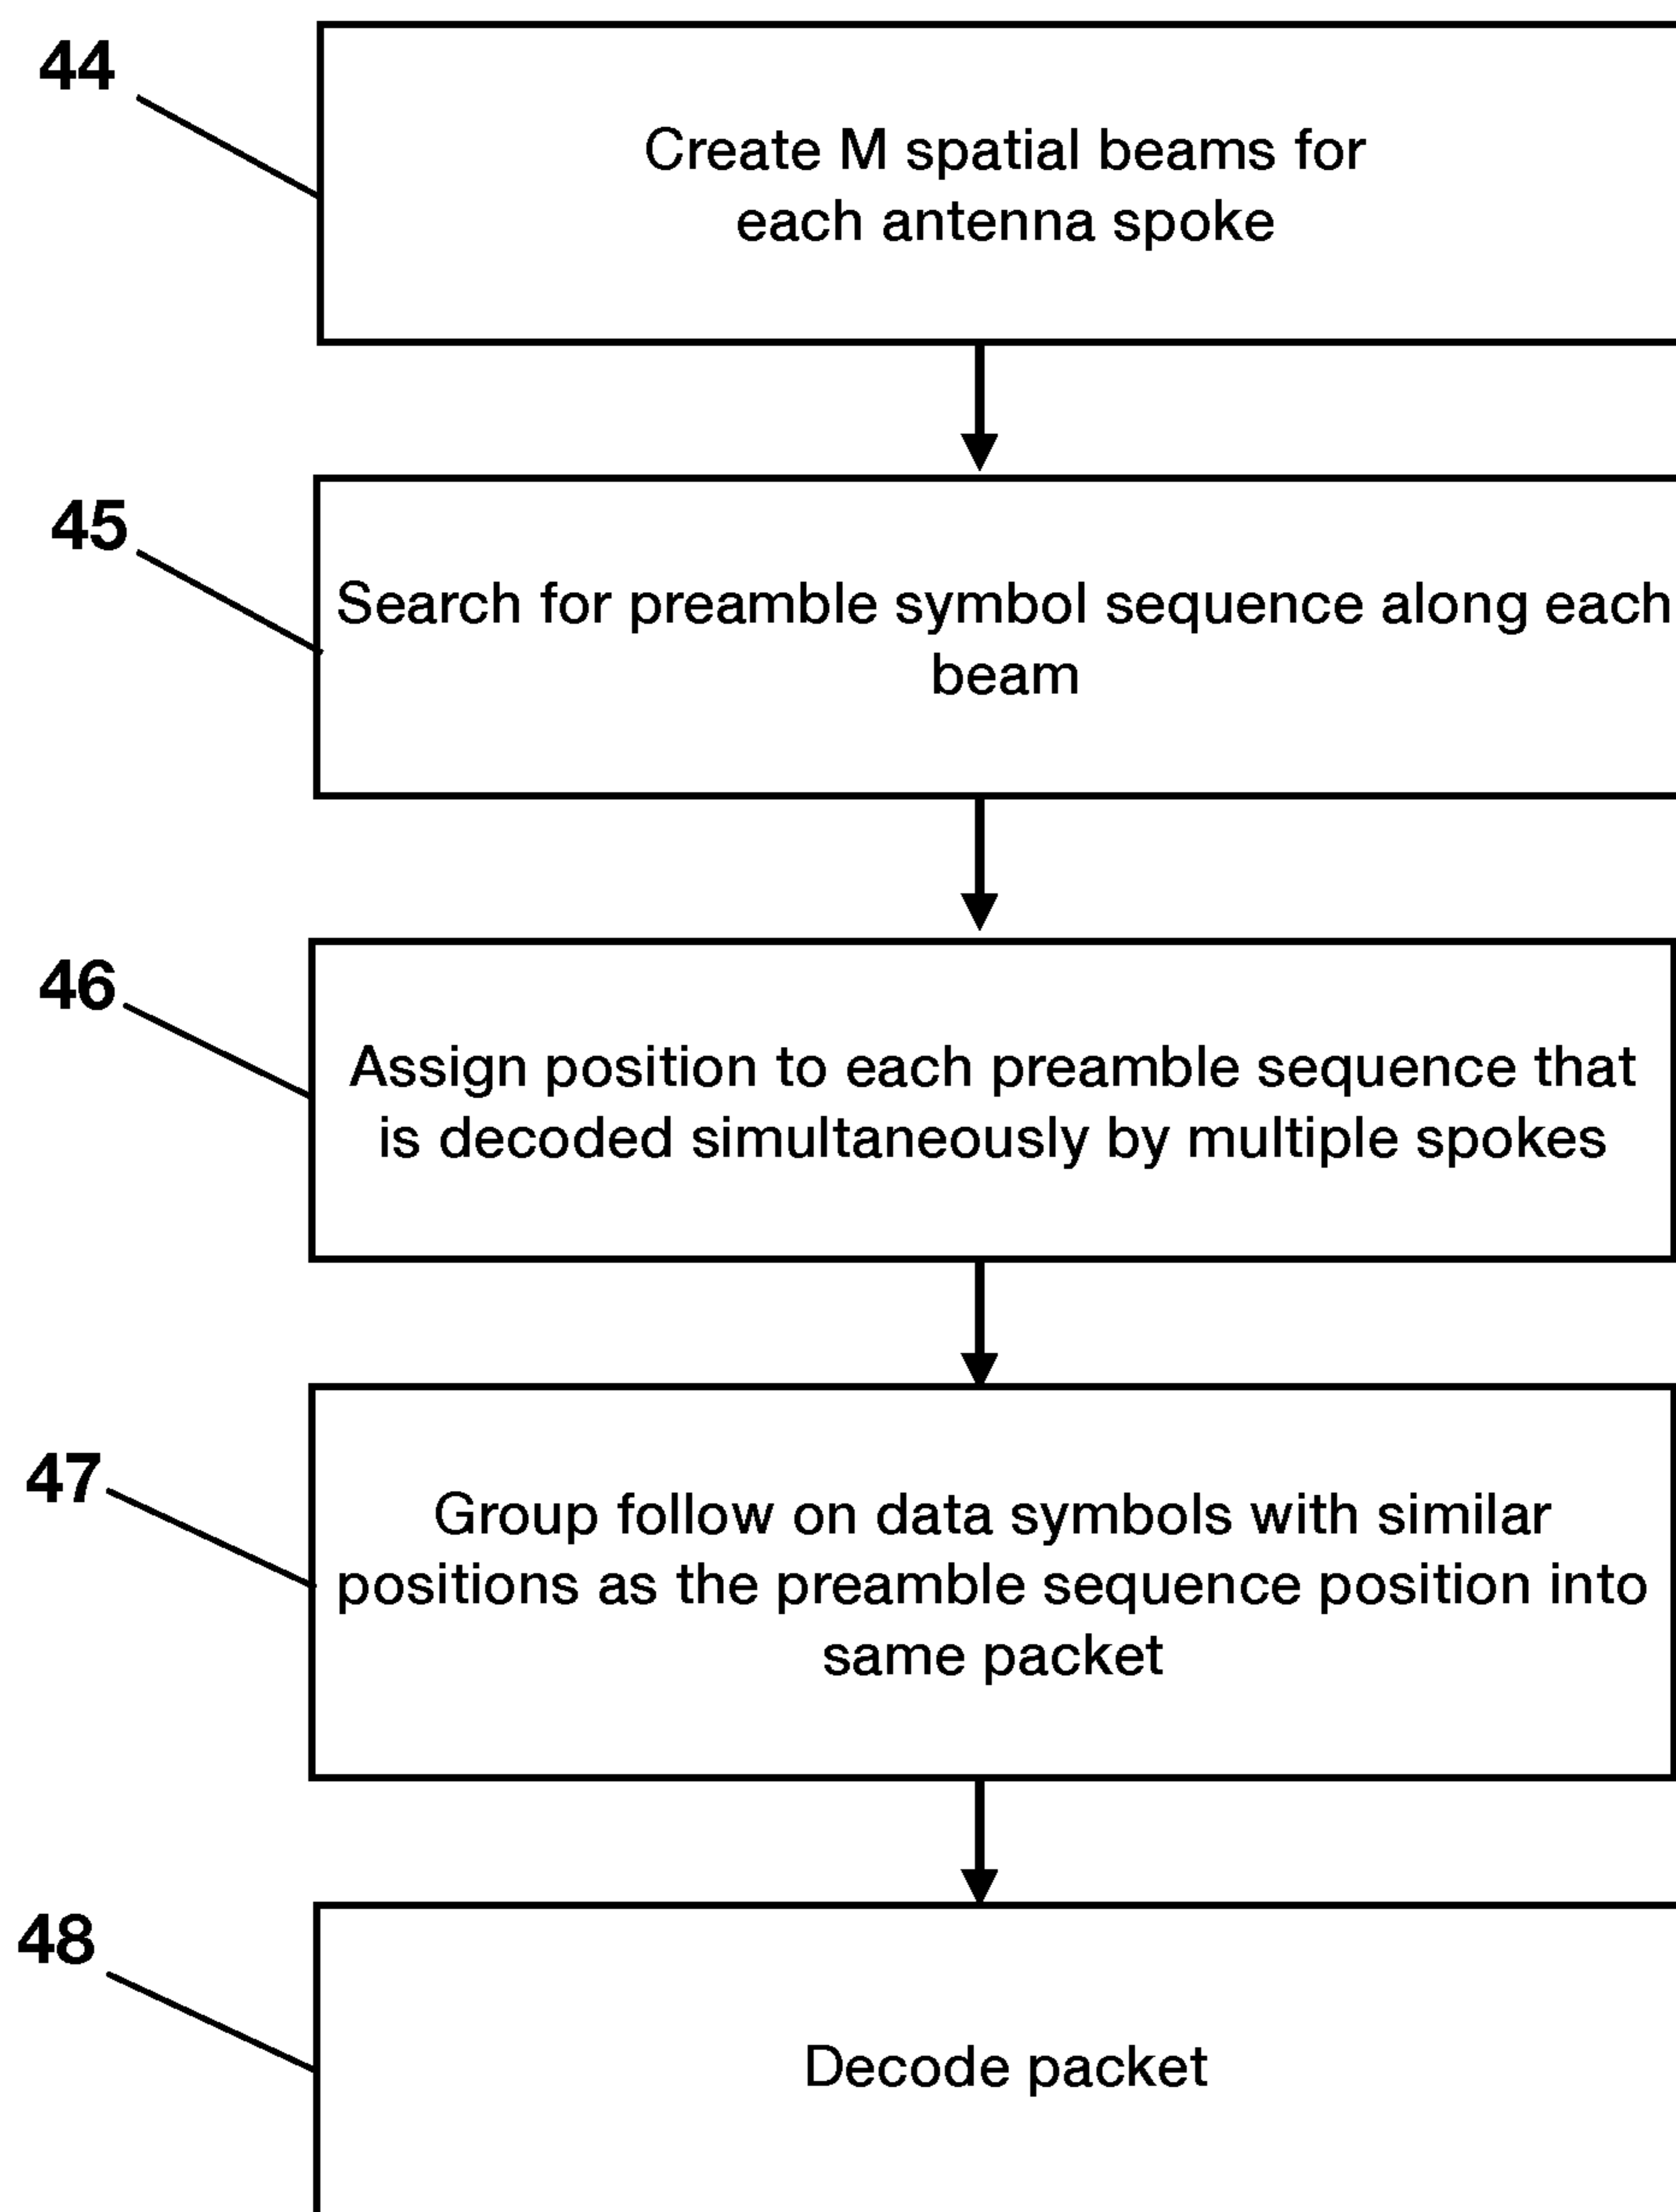 44
Create M spatial beams for
each antenna spoke
45
Search for preamble symbol sequence along each
beam
46
Assign position to each preamble sequence that
is decoded simultaneously by multiple spokes
47
Group follow on data symbols with similar
positions as the preamble sequence position into
same packet
48
Decode packet